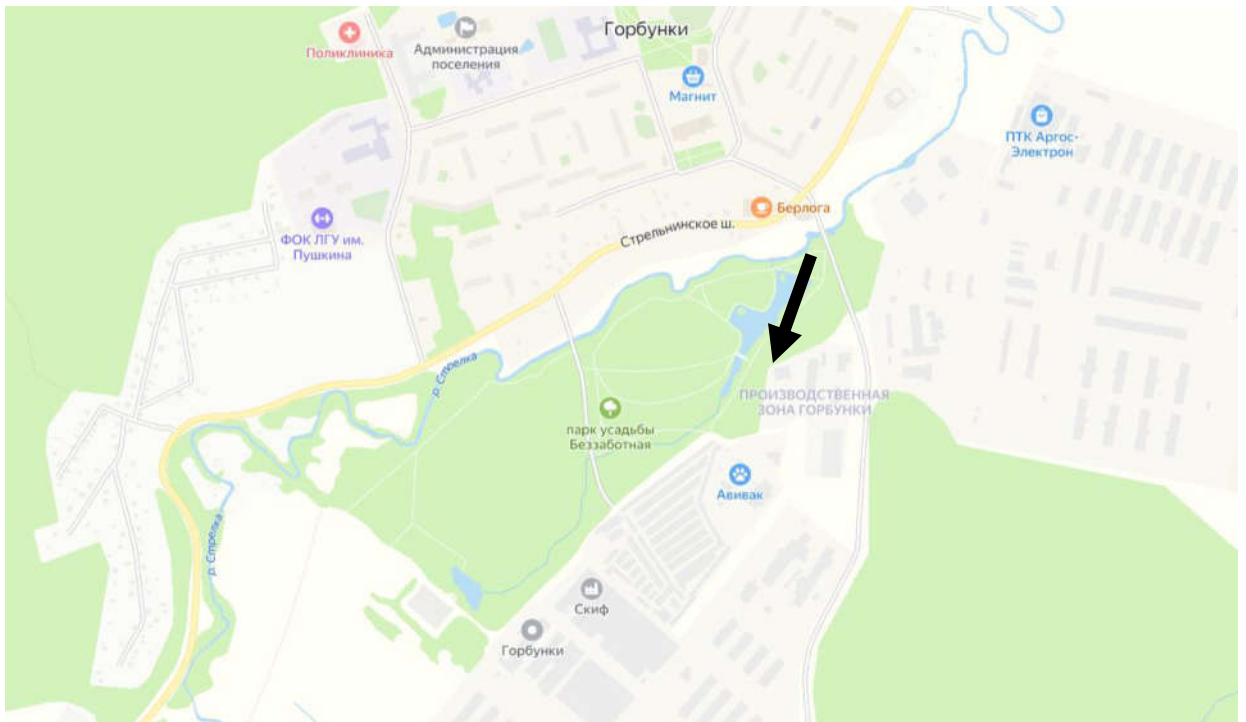 Горбунки
Поликлиника
Администрация
поселения
Магнит
ПТК Аргос-
Электрон
Берлога
Стрельнинское ш.
ФОК ЛГУ им.
Пушкина
р. Стрелка
ПРОИЗВОДСТВЕННАЯ
ЗОНА ГОРБУНКИ
парк усадьбы
Беззаботная
Авивак
р. Стрелка
Скиф
Горбунки